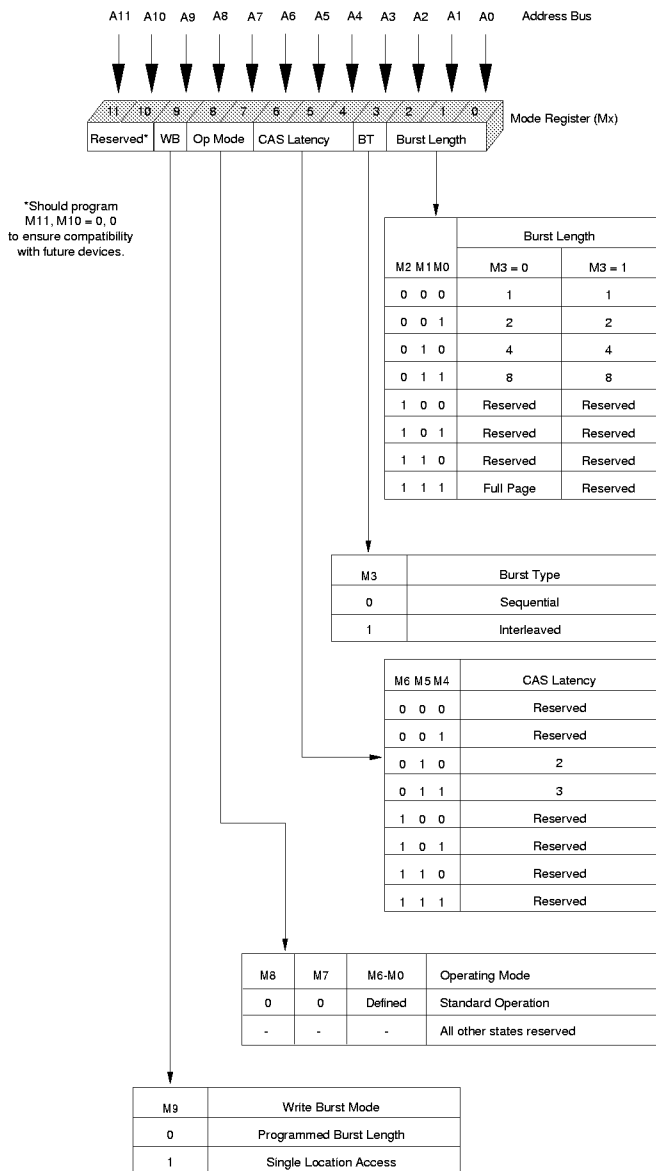 A11 A10 A9 A8 A7 A6 A5 A4 A3 A2 A1 A0 Address Bus
11 10 9 8 7 6 5 4 3 2 1 0
Mode Register (Mx)
Reserved* WB Op Mode CAS Latency BT Burst Length
*Should program
M11, M10 = 0, 0
to ensure compatibility
with future devices.
Burst Length
M2 M1 M0 M3 = 0 M3 = 1
0 0 0 1 1
0 0 1 2 2
0 1 0 4 4
0 1 1 8 8
1 0 0 Reserved Reserved
1 0 1 Reserved Reserved
1 1 0 Reserved Reserved
1 1 1 Full Page Reserved
M3 Burst Type
0 Sequential
1 Interleaved
M6 M5 M4 CAS Latency
0 0 0 Reserved
0 0 1 Reserved
0 1 0 2
0 1 1 3
1 0 0 Reserved
1 0 1 Reserved
1 1 0 Reserved
1 1 1 Reserved
M8 M7 M6-M0 Operating Mode
0 0 Defined Standard Operation
- - - All other states reserved
M9 Write Burst Mode
0 Programmed Burst Length
1 Single Location Access